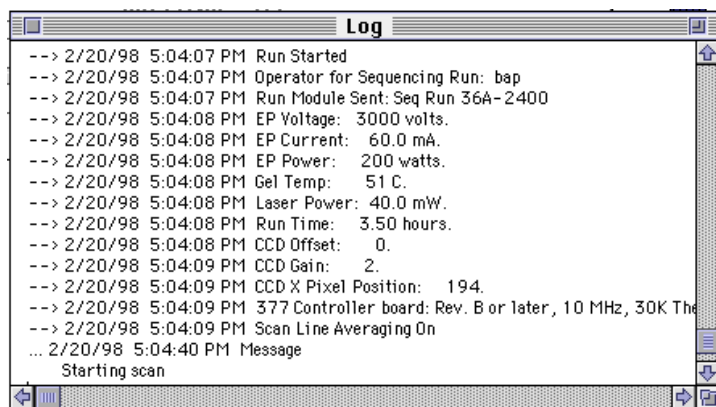 Log
--> 2/20/98 5:04:07 PM Run Started
--> 2/20/98 5:04:07 PM Operator for Sequencing Run: bap
--> 2/20/98 5:04:07 PM Run Module Sent: Seq Run 36A-2400
--> 2/20/98 5:04:08 PM EP Voltage: 3000 volts.
--> 2/20/98 5:04:08 PM EP Current: 60.0 mA.
--> 2/20/98 5:04:08 PM EP Power: 200 watts.
--> 2/20/98 5:04:08 PM Gel Temp: 51 C.
--> 2/20/98 5:04:08 PM Laser Power: 40.0 mW.
--> 2/20/98 5:04:08 PM Run Time: 3.50 hours.
--> 2/20/98 5:04:08 PM CCD Offset: 0.
--> 2/20/98 5:04:09 PM CCD Gain: 2.
--> 2/20/98 5:04:09 PM CCD X Pixel Position: 194.
--> 2/20/98 5:04:09 PM 377 Controller board: Rev. B or later, 10 MHz, 30K The
--> 2/20/98 5:04:09 PM Scan Line Averaging On
... 2/20/98 5:04:40 PM Message
Starting scan